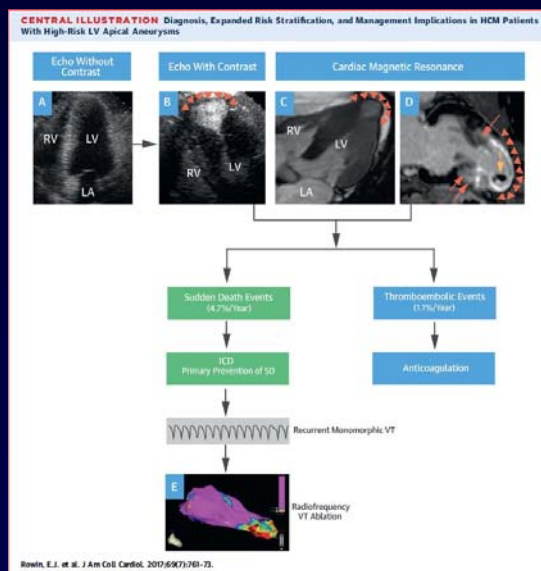 CENTRAL ILLUSTRATION Diagnosis, Expanded Risk Stratification, and Management Implications in HCM Patients
With High-Risk LV Apical Aneurysms
Echo Without
Contrast
Echo With Contrast
Cardiac Magnetic Resonance
A
RV
LV
LA
B
RV
LV
C
RV
LV
LA
D
Sudden Death Events
(4.7%/Year)
Thromboembolic Events
(1.1%/Year)
ICD
Primary Prevention of SD
Anticoagulation
Recurrent Monomorphic VT
E
Radiofrequency
VT Ablation
Rowin, E.J. et al. J Am Coll Cardiol. 2017;69(7):761-73.